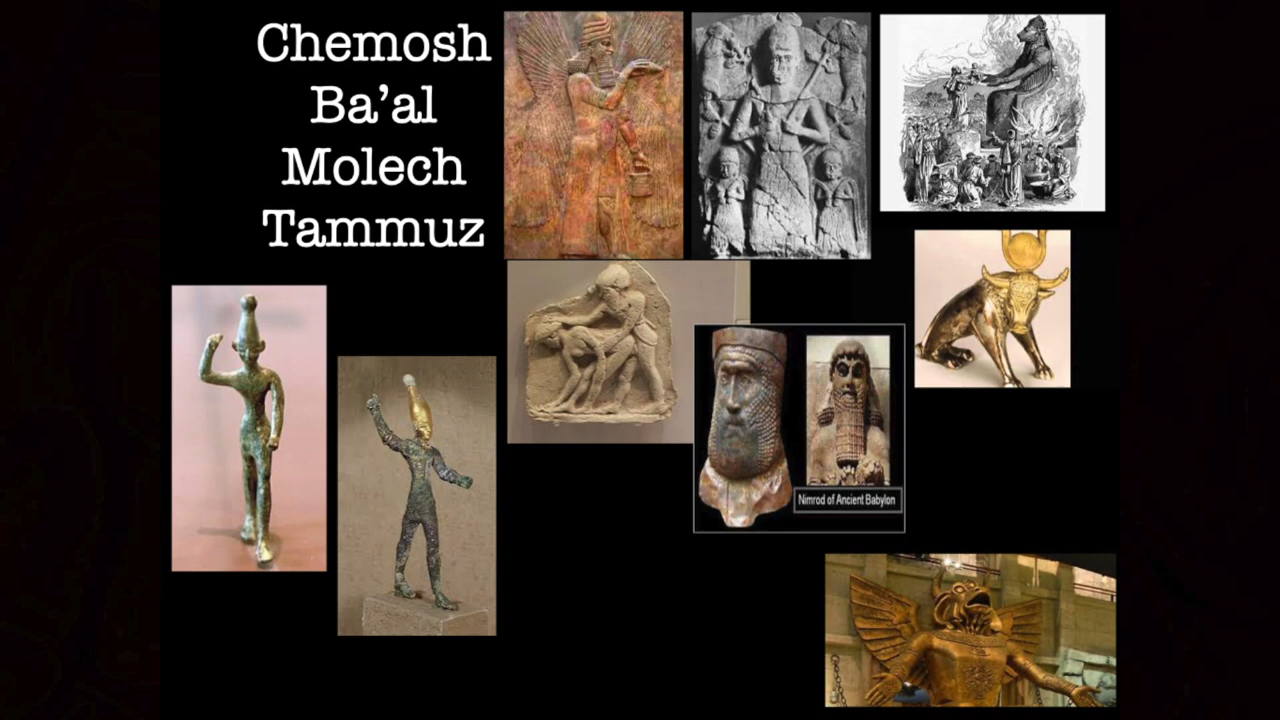 Chemosh
Ba’al
Molech
Tammuz
Nimrod of Ancient Babylon